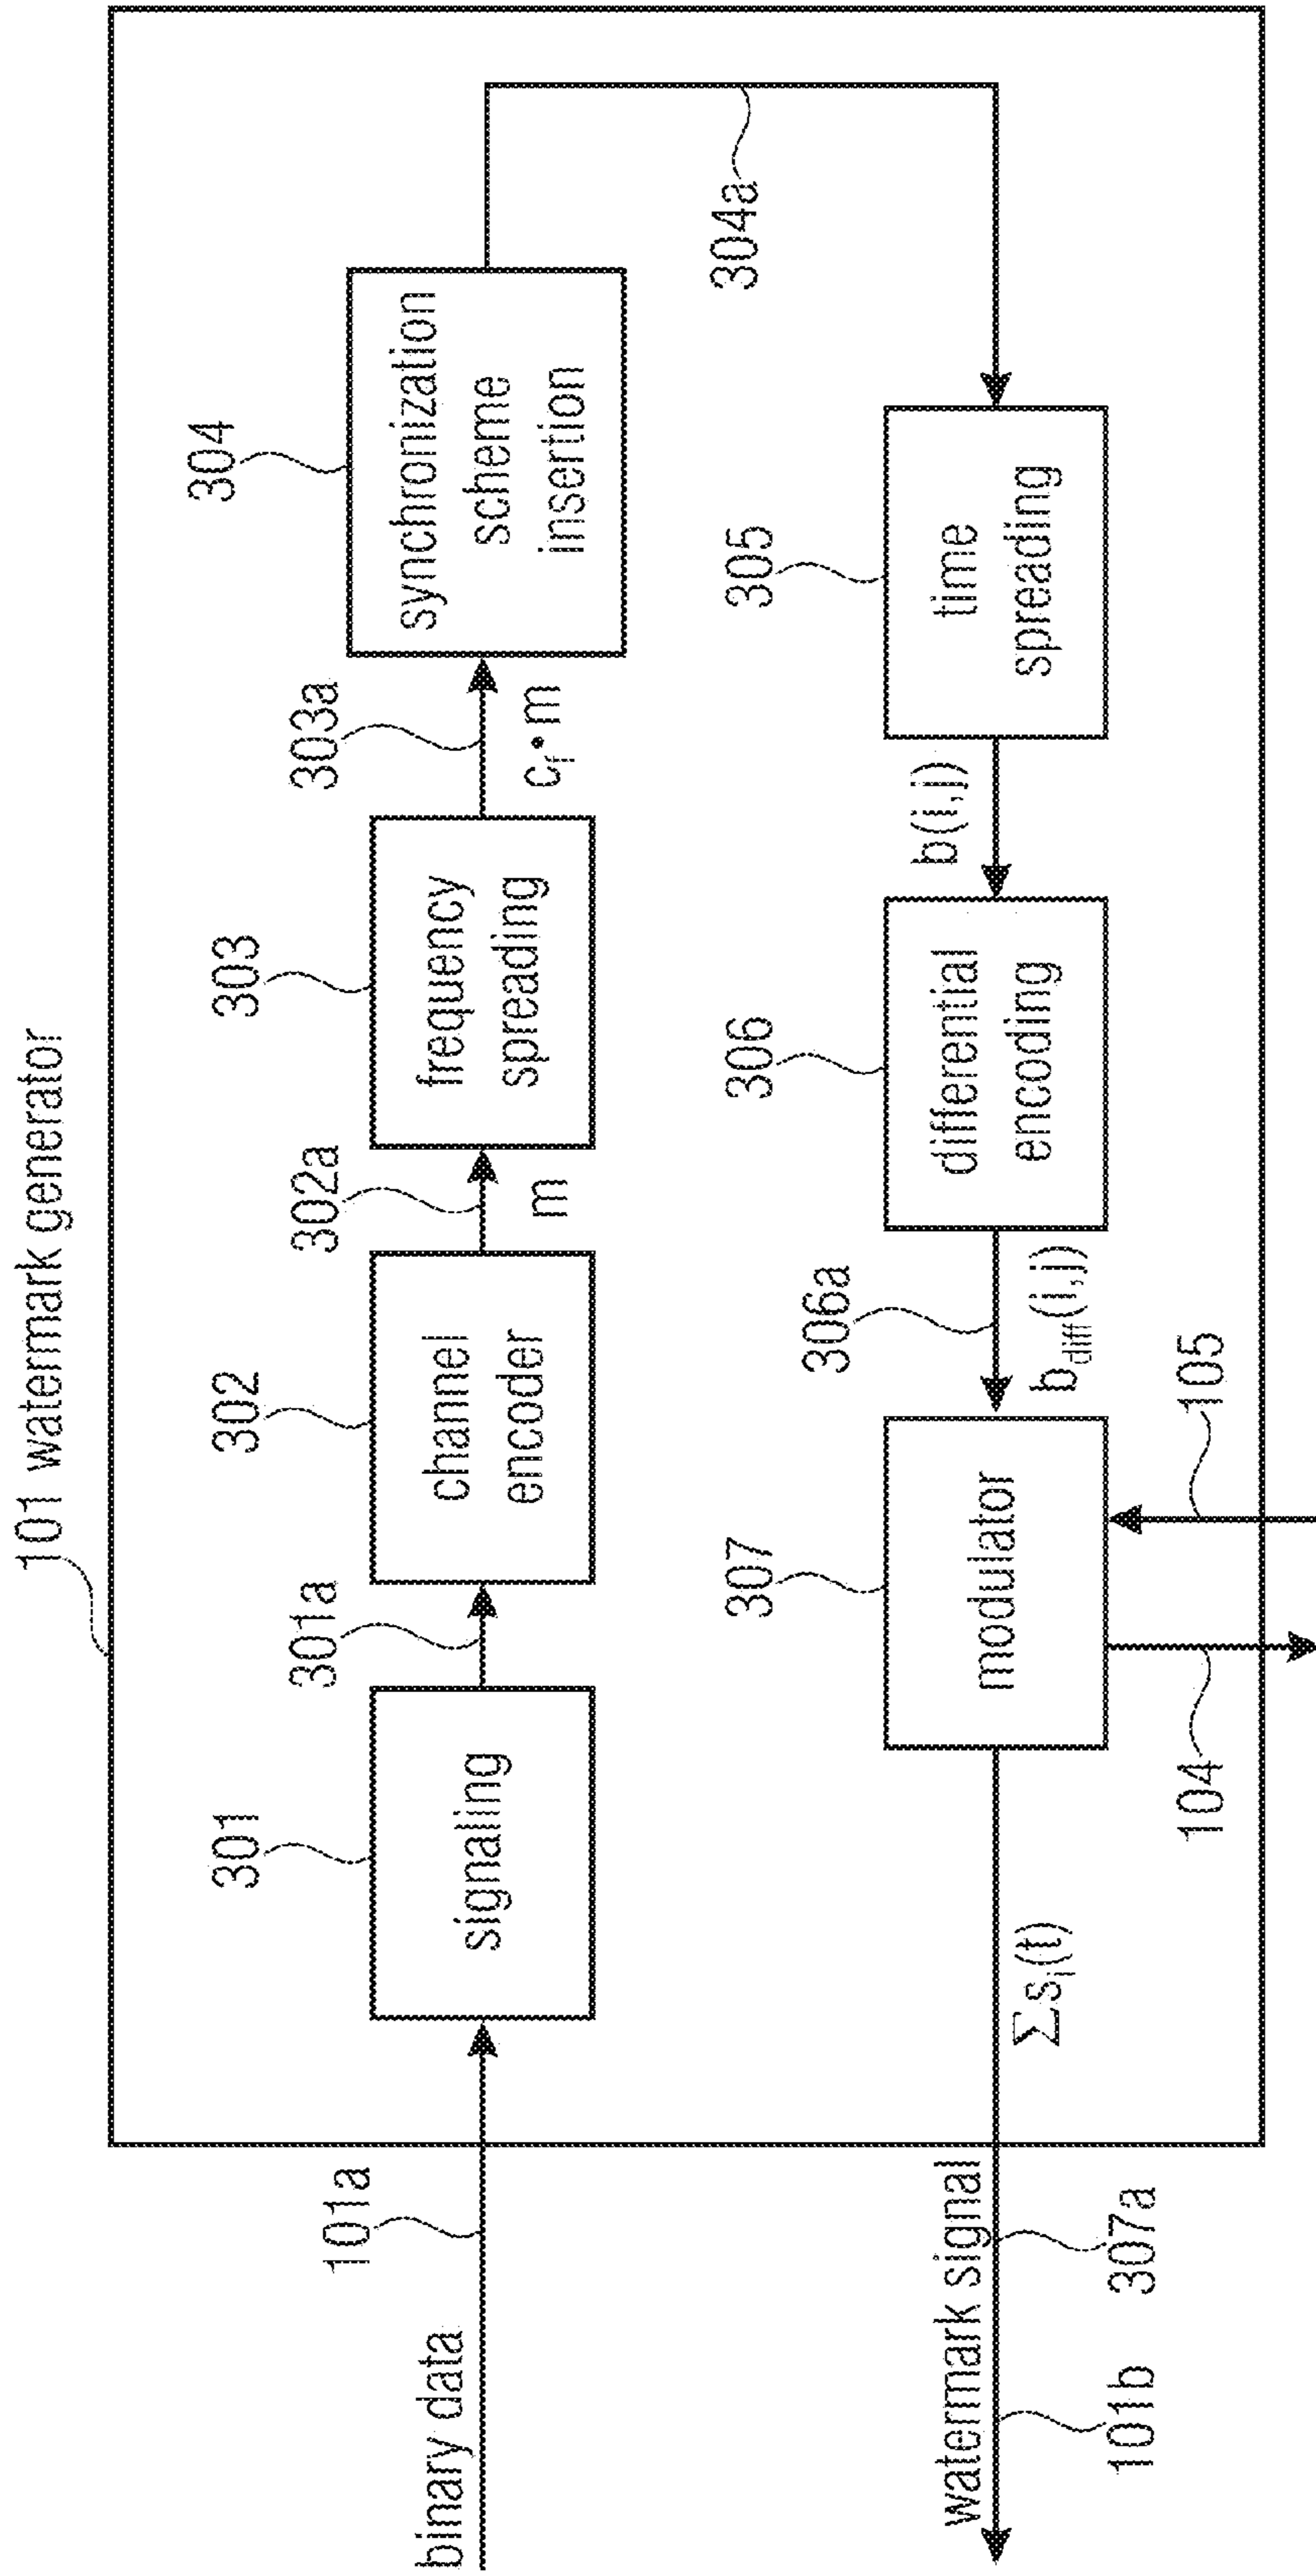 101 watermark generator
binary data
101a
301
signaling
301a
302
channel
encoder
302a
m
303
frequency
spreading
303a
c_f•m
304
synchronization
scheme
insertion
304a
305
time
spreading
b(i,j)
306
differential
encoding
306a
b_diff(i,j)
307
modulator
105
104
Σs_i(t)
watermark signal
307a
101b